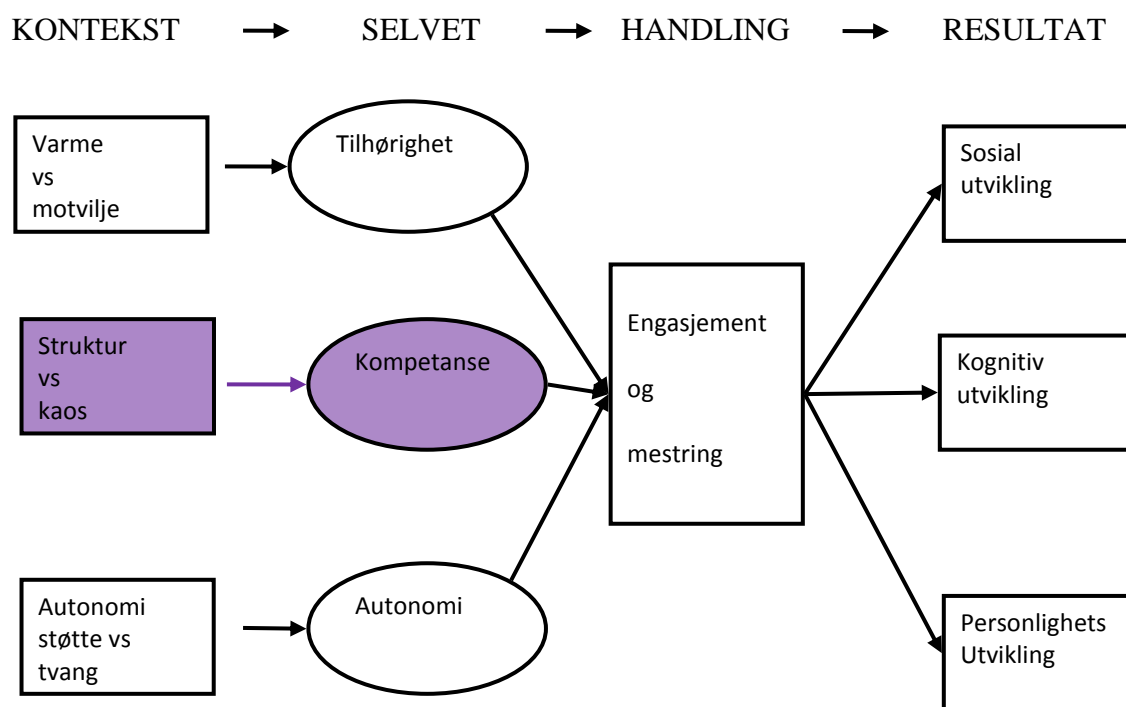 KONTEKST SELVET HANDLING RESULTAT
Varme
vs
motvilje
Tilhørighet
Sosial
utvikling
Struktur
vs
kaos
Kompetanse
Engasjement
og
mestring
Kognitiv
utvikling
Autonomi
støtte vs
tvang
Autonomi
Personlighets
Utvikling